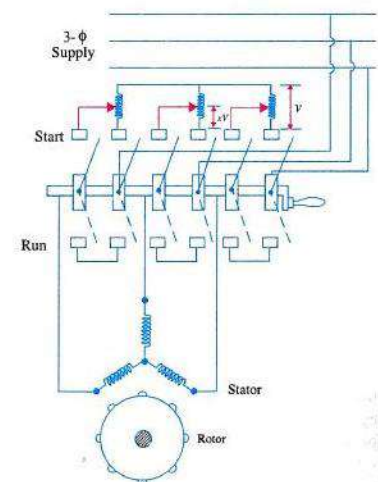 3-ϕ
Supply
V
xV
Start
Run
Stator
Rotor